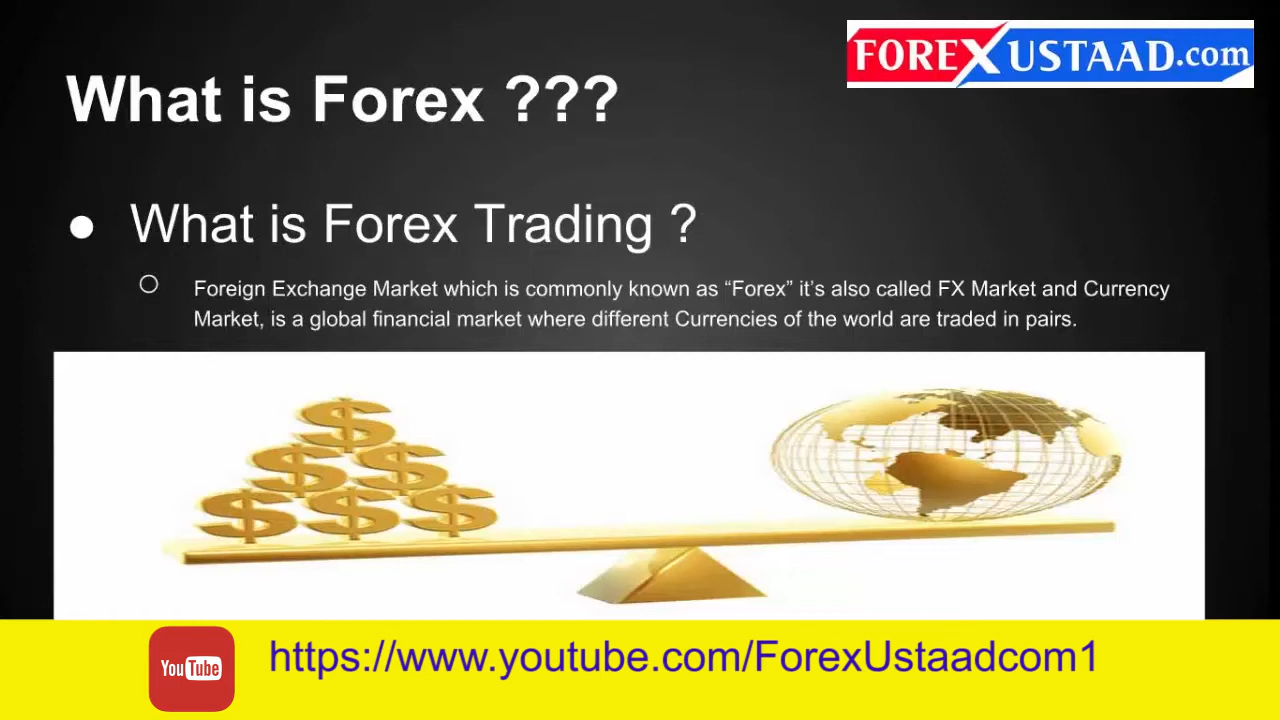 FOREXUSTAAD.com
What is Forex ???
● What is Forex Trading ?
○ Foreign Exchange Market which is commonly known as “Forex” it’s also called FX Market and Currency
Market, is a global financial market where different Currencies of the world are traded in pairs.
$
$ $
$ $ $
YouTube
https://www.youtube.com/ForexUstaadcom1